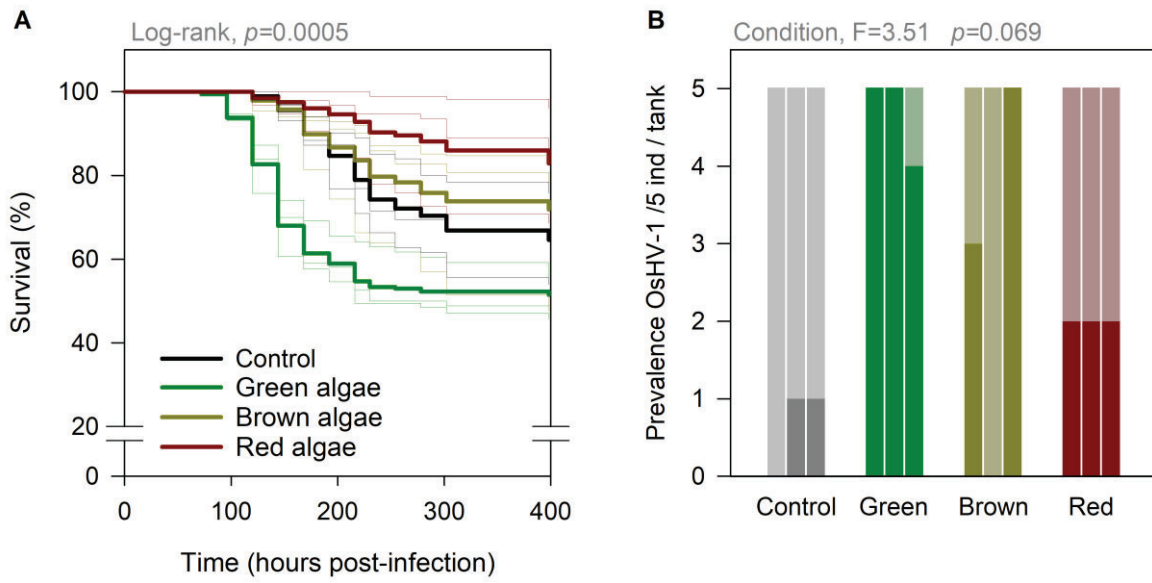 A
Log-rank, p=0.0005
Survival (%)
100
80
60
40
20
0
Control
Green algae
Brown algae
Red algae
0 100 200 300 400
Time (hours post-infection)
B
Condition, F=3.51 p=0.069
Prevalence OsHV-1 /5 ind / tank
5
4
3
2
1
0
Control Green Brown Red